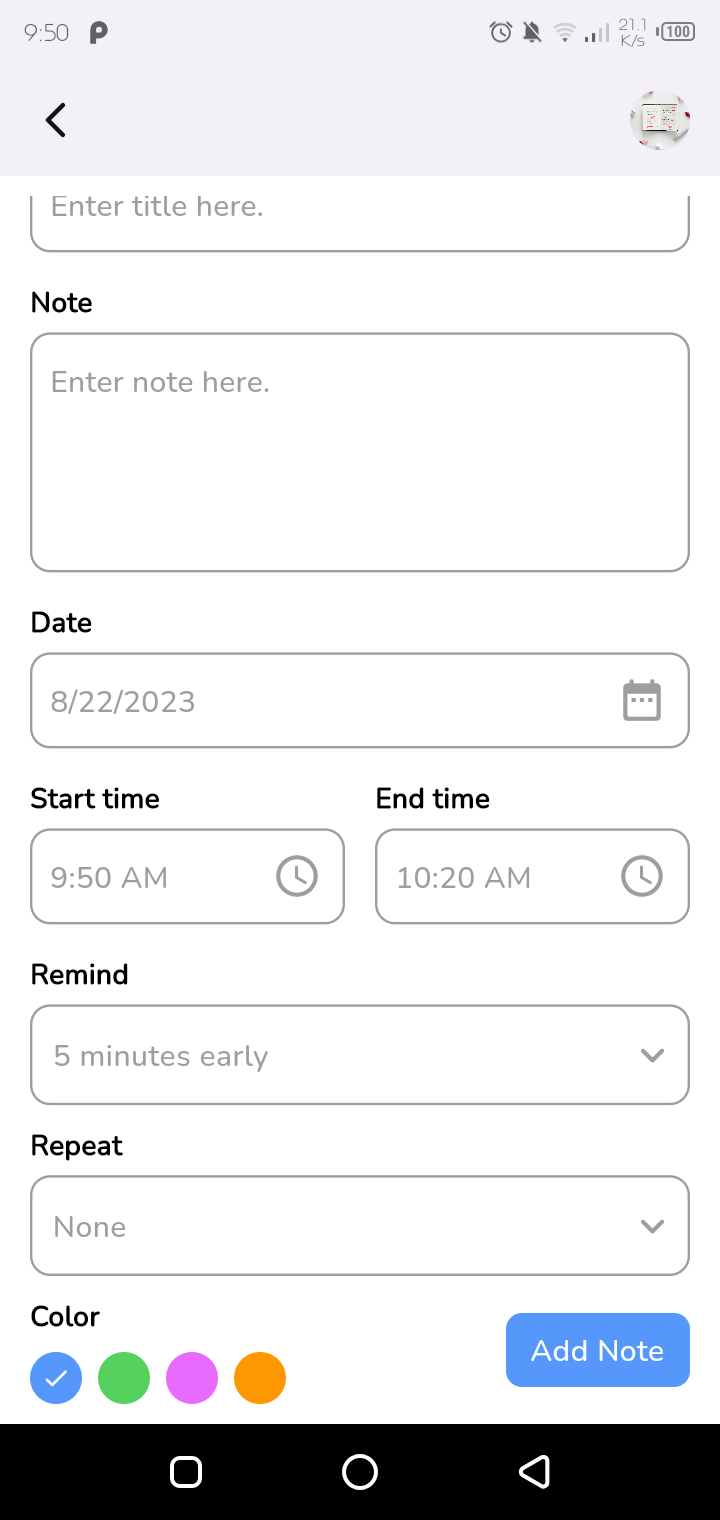 9:50
21.1
K/s
100
Enter title here.
Note
Enter note here.
Date
8/22/2023
Start time
End time
9:50 AM
10:20 AM
Remind
5 minutes early
Repeat
None
Color
Add Note